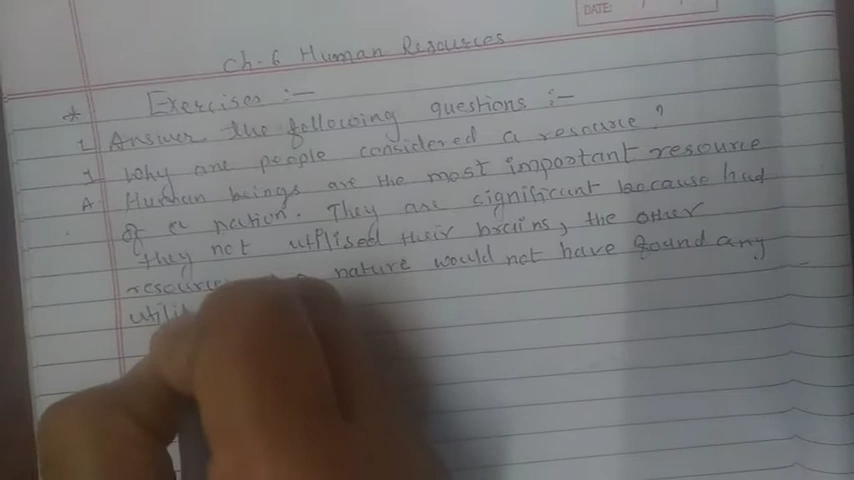 DATE: / /
Ch-6 Human Resources
* Exercises :-
1. Answer the following questions :-
1. Why are people considered a resource?
A- Human beings are the most important resource
of a nation. They are significant because had
they not utilised their brains, the other
nature would not have found any